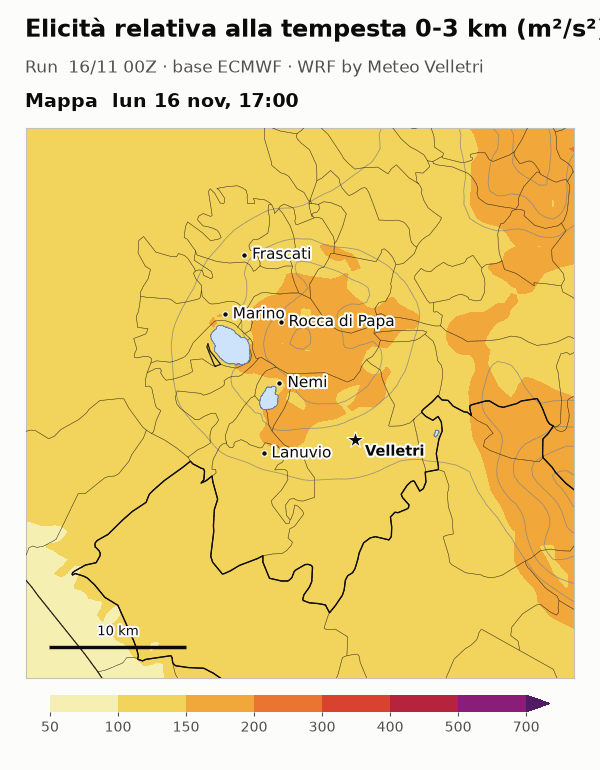 Elicità relativa alla tempesta 0-3 km (m²/s²)
Run  16/11 00Z · base ECMWF · WRF by Meteo Velletri
Mappa  lun 16 nov, 17:00
Frascati
Marino
Rocca di Papa
Nemi
Velletri
Lanuvio
10 km
50 100 150 200 300 400 500 700